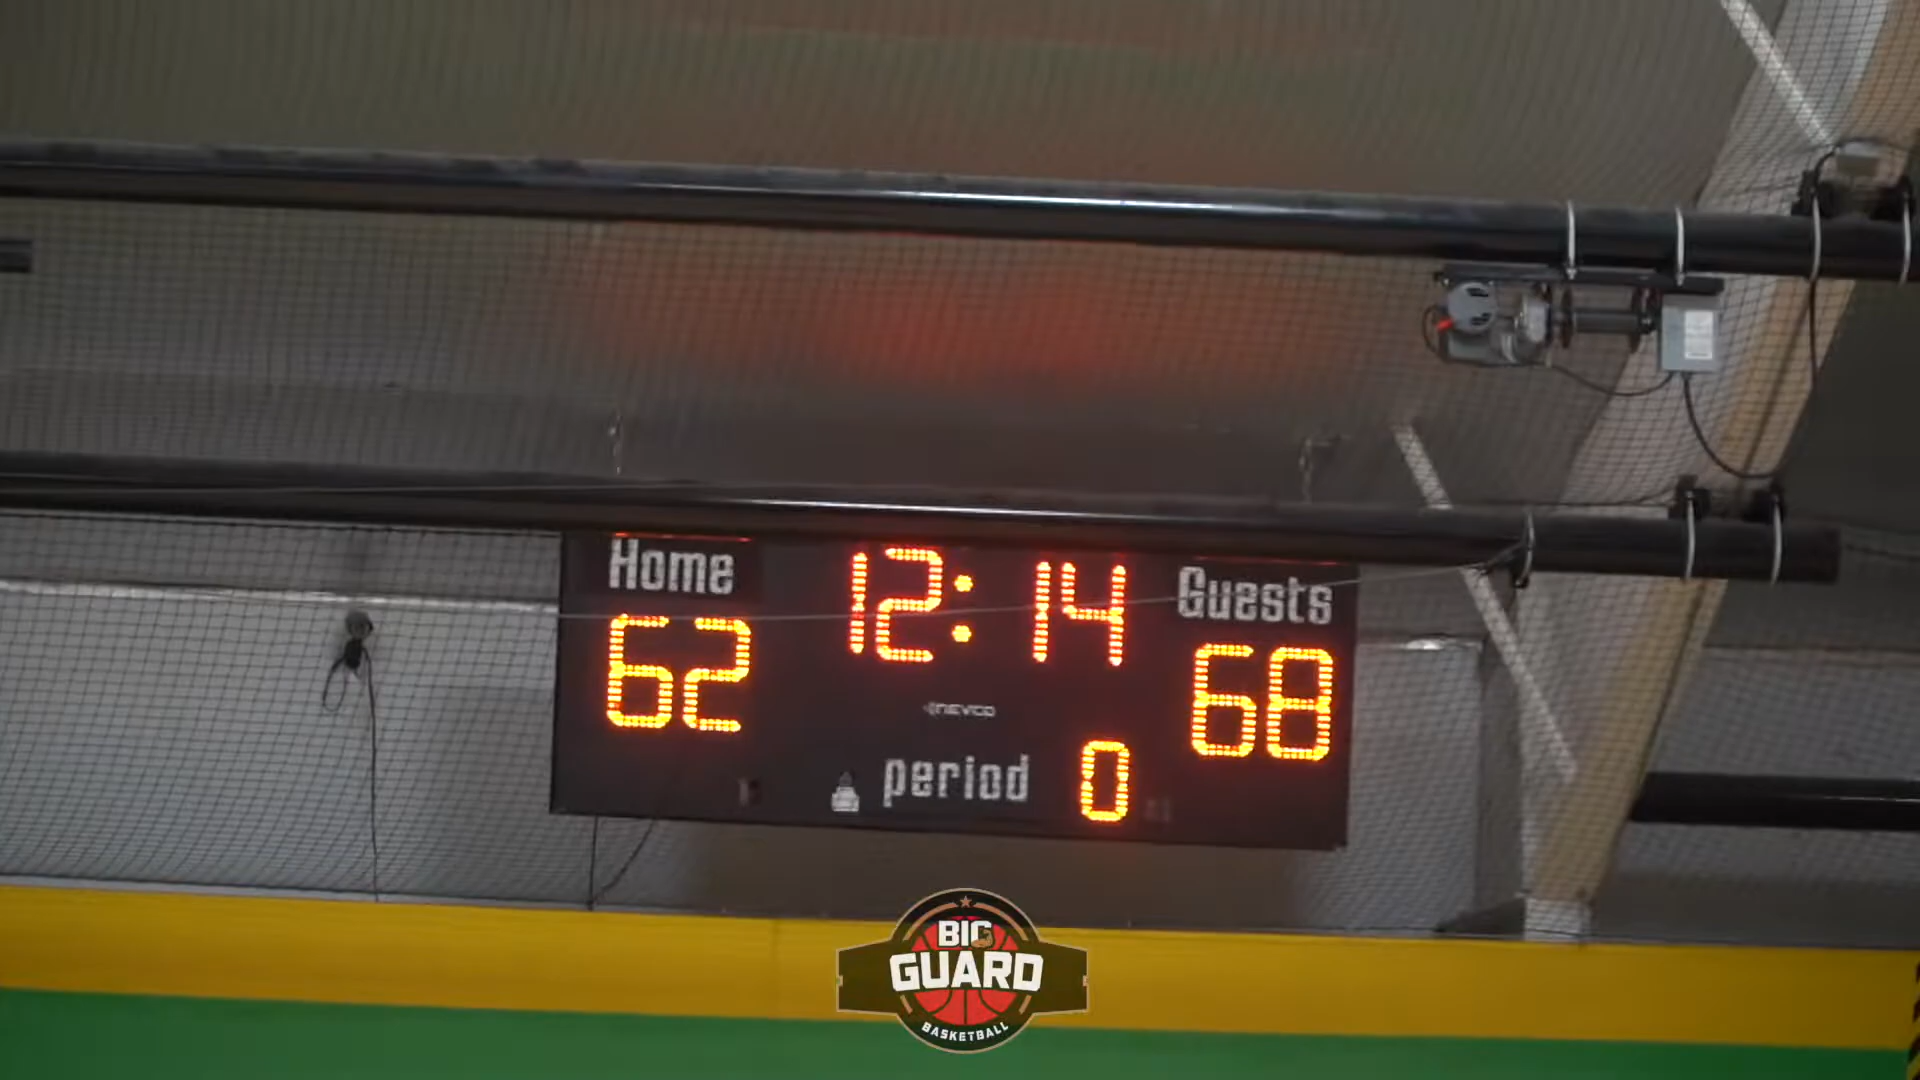 Home
12:14
Guests
62
68
NEVCO
period 0
BIG
GUARD
BASKETBALL